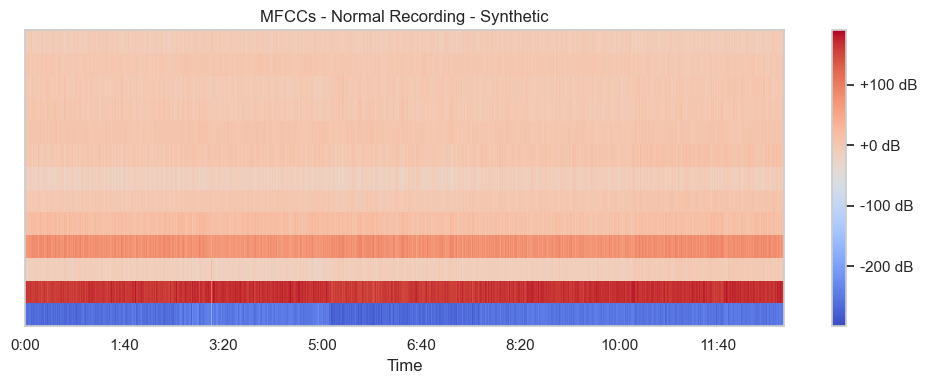 MFCCs - Normal Recording - Synthetic
+100 dB
+0 dB
-100 dB
-200 dB
0:00 1:40 3:20 5:00 6:40 8:20 10:00 11:40
Time